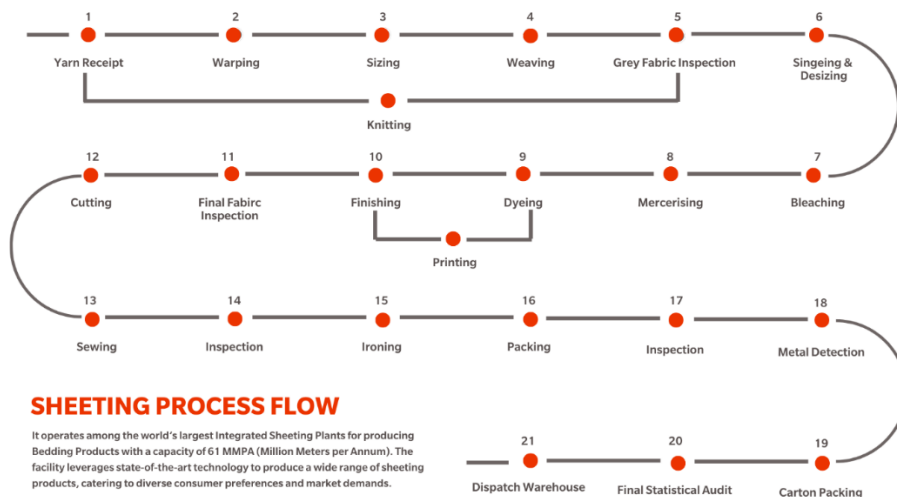 1
2
3
4
5
6
Yarn Receipt
Warping
Sizing
Weaving
Grey Fabric Inspection
Singeing &
Desizing
Knitting
12
11
10
9
8
7
Cutting
Final Fabirc
Inspection
Finishing
Dyeing
Mercerising
Bleaching
Printing
13
14
15
16
17
18
Sewing
Inspection
Ironing
Packing
Inspection
Metal Detection
SHEETING PROCESS FLOW
It operates among the world's largest Integrated Sheeting Plants for producing
Bedding Products with a capacity of 61 MMPA (Million Meters per Annum). The
facility leverages state-of-the-art technology to produce a wide range of sheeting
products, catering to diverse consumer preferences and market demands.
21
20
19
Dispatch Warehouse
Final Statistical Audit
Carton Packing